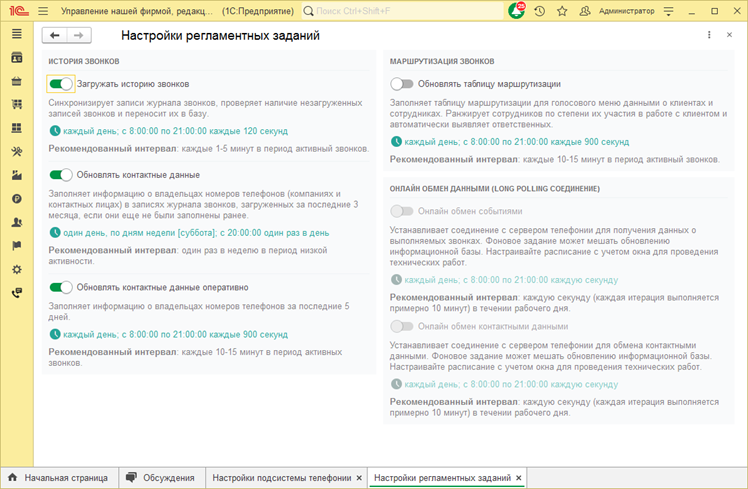 1С Управление нашей фирмой, редакц... (1С:Предприятие) Поиск Ctrl+Shift+F 25 Администратор
Настройки регламентных заданий
ИСТОРИЯ ЗВОНКОВ
Загружать историю звонков
Синхронизирует записи журнала звонков, проверяет наличие незагруженных
записей звонков и переносит их в базу.
каждый день; с 8:00:00 по 21:00:00 каждые 120 секунд
Рекомендованный интервал: каждые 1-5 минут в период активный звонков.
Обновлять контактные данные
Заполняет информацию о владельцах номеров телефонов (компаниях и
контактных лицах) в записях журнала звонков, загруженных за последние 3
месяца, если они еще не были заполнены ранее.
один день, по дням недели [суббота]; с 20:00:00 один раз в день
Рекомендованный интервал: один раз в неделю в период низкой
активности.
Обновлять контактные данные оперативно
Заполняет информацию о владельцах номеров телефонов за последние 5
дней.
каждый день; с 8:00:00 по 21:00:00 каждые 900 секунд
Рекомендованный интервал: каждые 10-15 минут в период активных
звонков.
МАРШРУТИЗАЦИЯ ЗВОНКОВ
Обновлять таблицу маршрутизации
Заполняет таблицу маршрутизации для голосового меню данными о клиентах и
сотрудниках. Ранжирует сотрудников по степени их участия в работе с клиентом и
автоматически выявляет ответственных.
каждый день; с 8:00:00 по 21:00:00 каждые 900 секунд
Рекомендованный интервал: каждые 10-15 минут в период активных звонков.
ОНЛАЙН ОБМЕН ДАННЫМИ (LONG POLLING СОЕДИНЕНИЕ)
Онлайн обмен событиями
Устанавливает соединение с сервером телефонии для получения данных о
выполняемых звонках. Фоновое задание может мешать обновлению
информационной базы. Настраивайте расписание с учетом окна для проведения
технических работ.
каждый день; с 8:00:00 по 21:00:00 каждую секунду
Рекомендованный интервал: каждую секунду (каждая итерация выполняется
примерно 10 минут) в течении рабочего дня.
Онлайн обмен контактными данными
Устанавливает соединение с сервером телефонии для обмена контактными
данными. Фоновое задание может мешать обновлению информационной базы.
Настраивайте расписание с учетом окна для проведения технических работ.
каждый день; с 8:00:00 по 21:00:00 каждую секунду
Рекомендованный интервал: каждую секунду (каждая итерация выполняется
примерно 10 минут) в течении рабочего дня.
Начальная страница Обсуждения Настройки подсистемы телефонии Настройки регламентных заданий